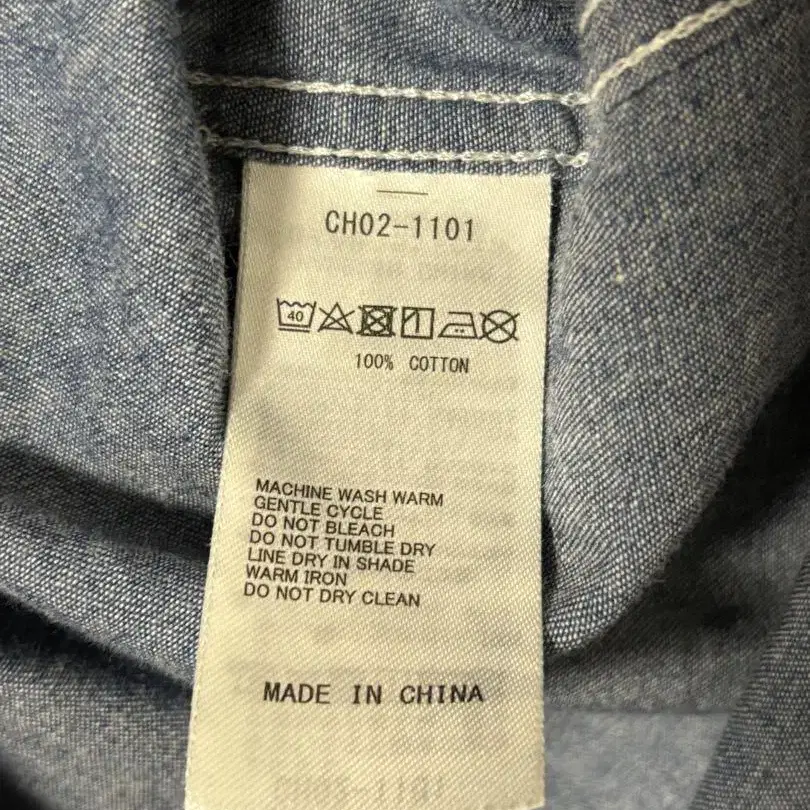 CH02-1101
40
100% COTTON
MACHINE WASH WARM
GENTLE CYCLE
DO NOT BLEACH
DO NOT TUMBLE DRY
LINE DRY IN SHADE
WARM IRON
DO NOT DRY CLEAN
MADE IN CHINA